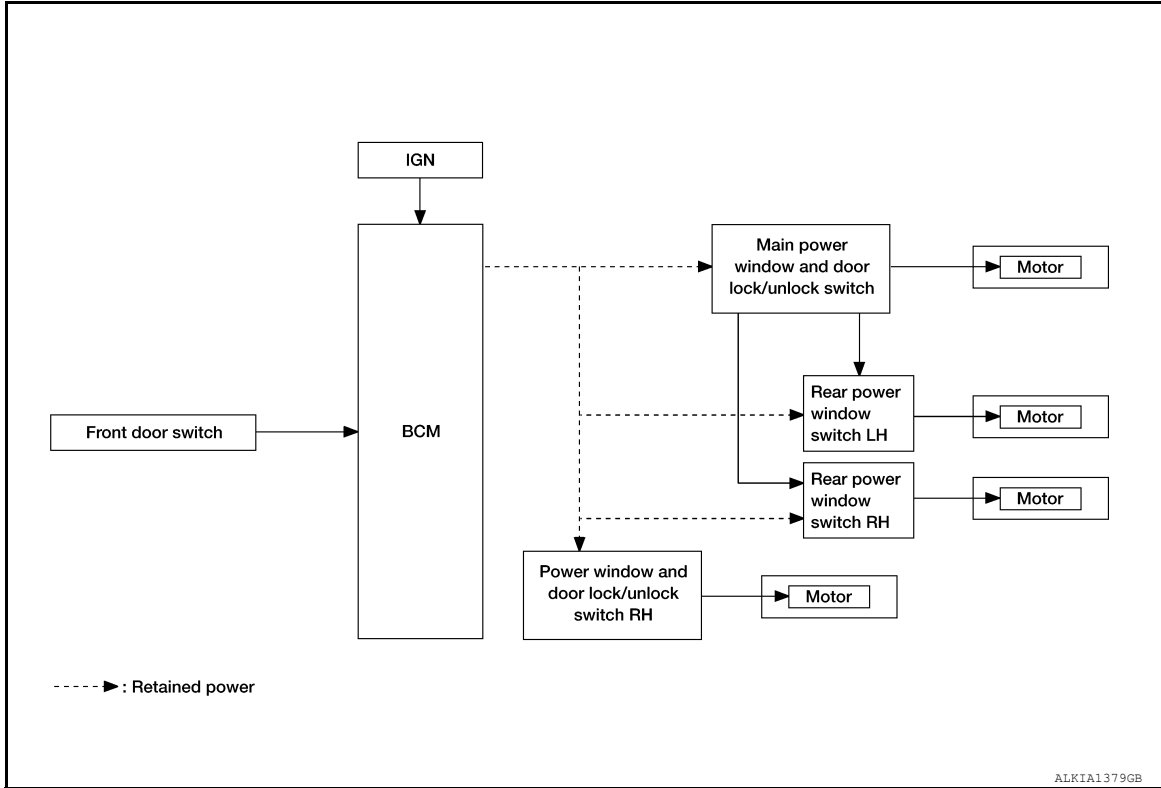 IGN
Main power
window and door
lock/unlock switch
Motor
Rear power
window
switch LH
Motor
Front door switch
BCM
Rear power
window
switch RH
Motor
Power window and
door lock/unlock
switch RH
Motor
: Retained power
ALKIA1379GB